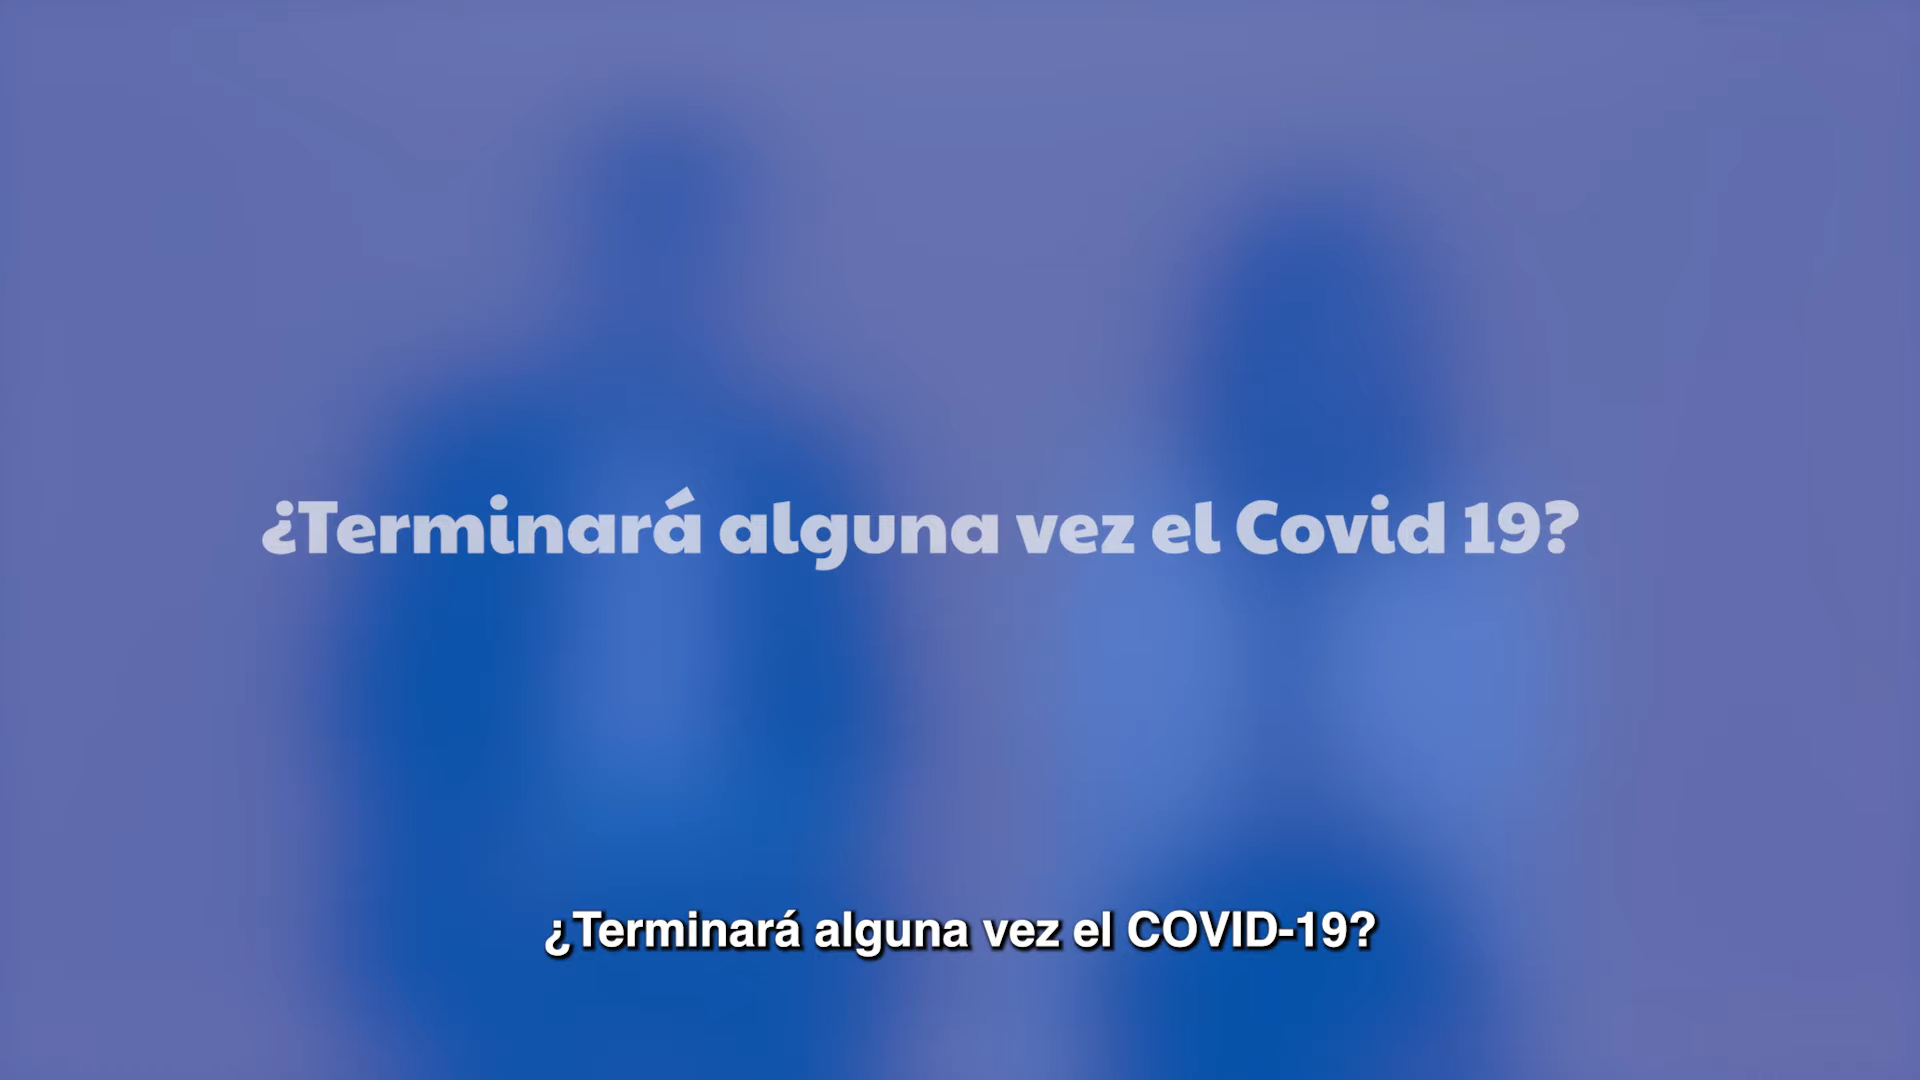 ¿Terminará alguna vez el Covid 19?
¿Terminará alguna vez el COVID-19?